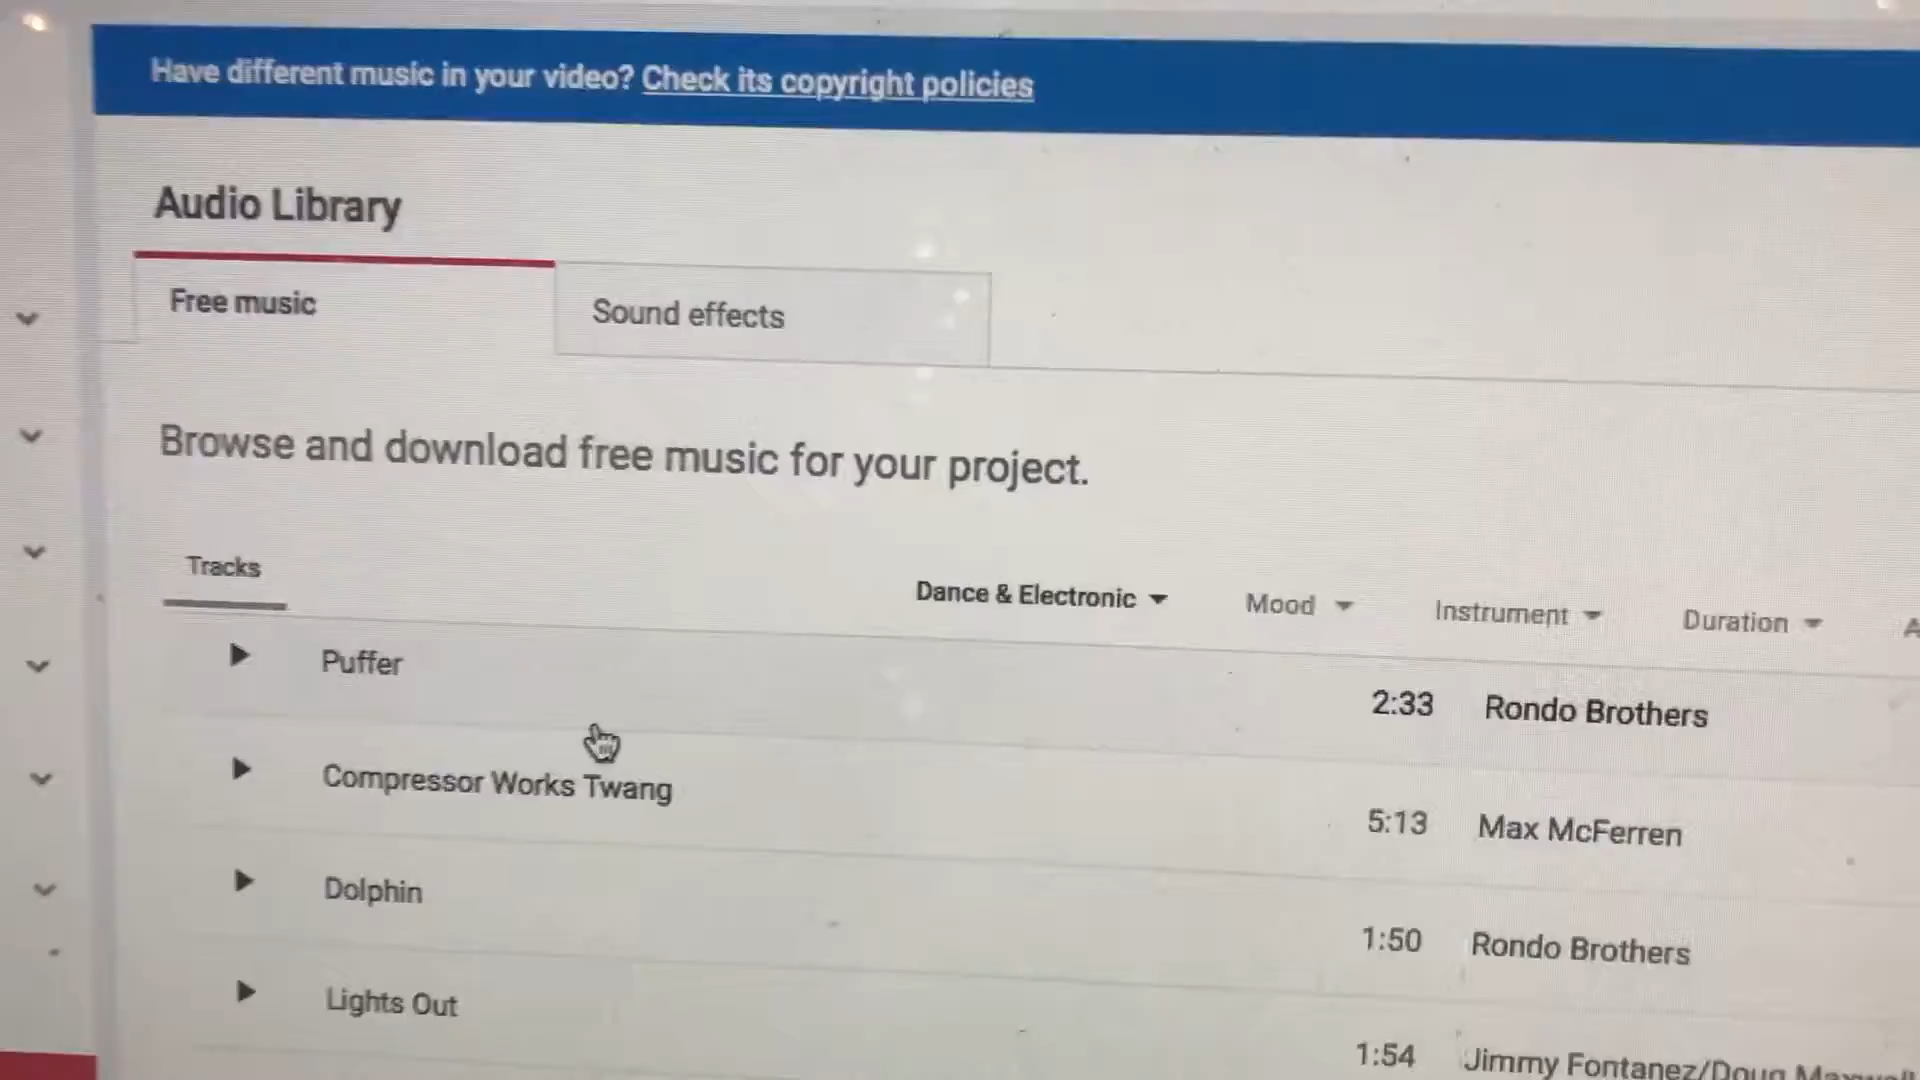 Have different music in your video? Check its copyright policies
Audio Library
Free music
Sound effects
Browse and download free music for your project.
Tracks
Dance & Electronic
Mood
Instrument
Duration
Puffer
2:33
Rondo Brothers
Compressor Works Twang
5:13
Max McFerren
Dolphin
1:50
Rondo Brothers
Lights Out
1:54
Jimmy Fontanez/Doug